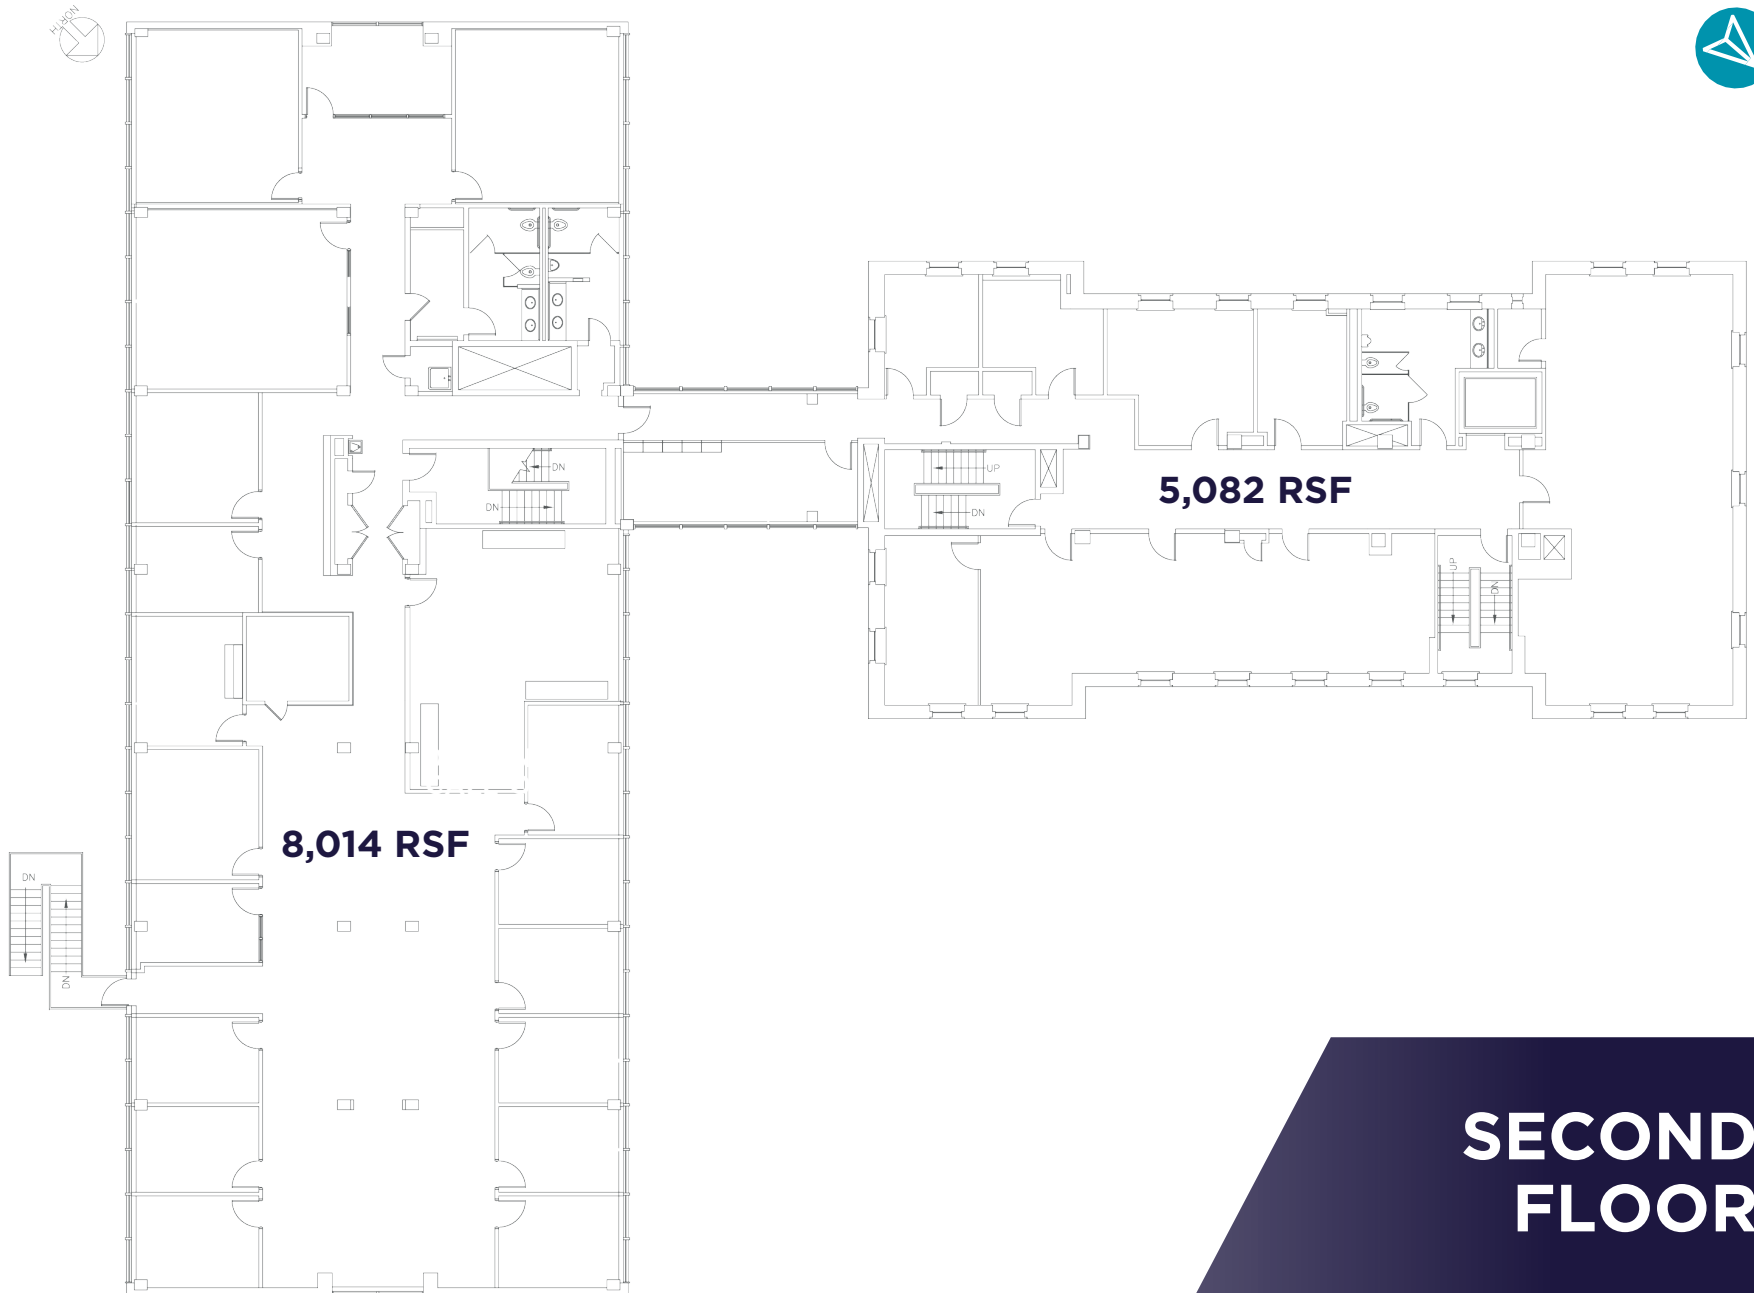 NORTH
DN
DN
UP
DN
5,082 RSF
UP
DN
8,014 RSF
DN
DN
SECOND
FLOOR